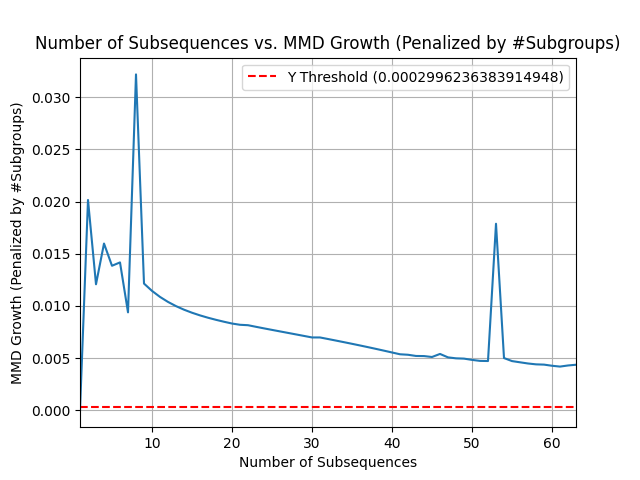 Number of Subsequences vs. MMD Growth (Penalized by #Subgroups)
Y Threshold (0.0002996236383914948)
MMD Growth (Penalized by #Subgroups)
0.030
0.025
0.020
0.015
0.010
0.005
0.000
10 20 30 40 50 60
Number of Subsequences